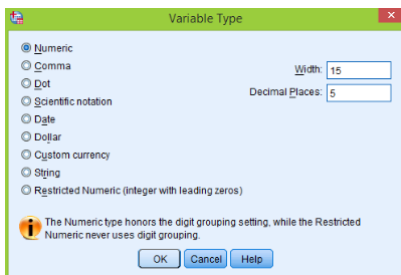 Variable Type
Numeric
Comma
Dot
Scientific notation
Date
Dollar
Custom currency
String
Restricted Numeric (integer with leading zeros)
Width: 15
Decimal Places: 5
The Numeric type honors the digit grouping setting, while the Restricted
Numeric never uses digit grouping.
OK Cancel Help